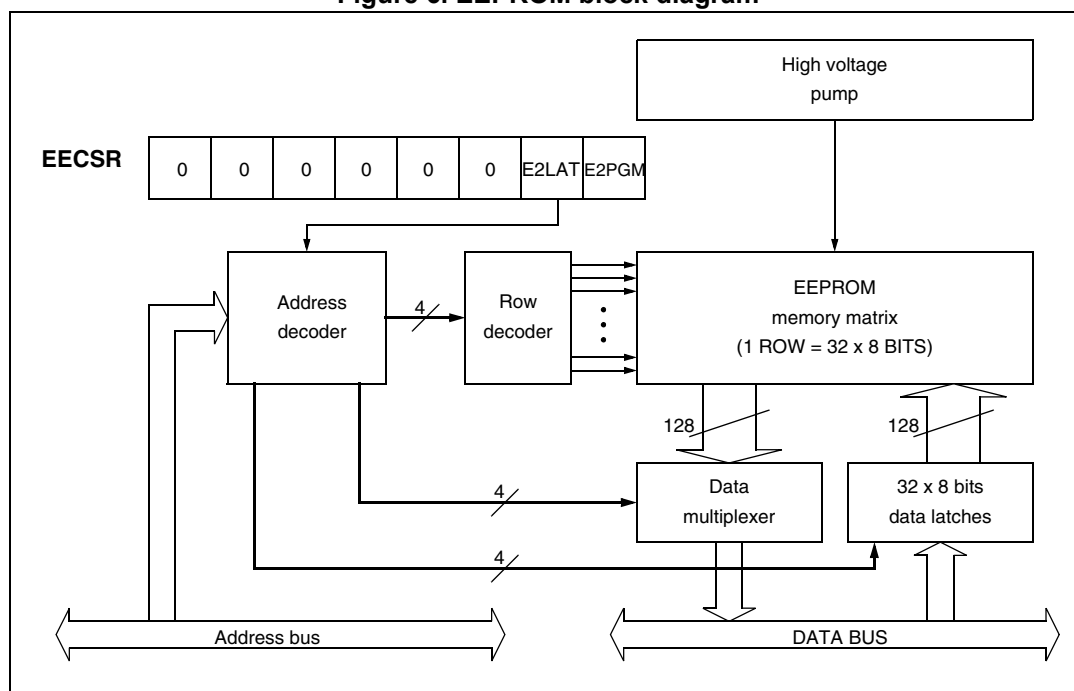 Figure EEPROM block diagram
High voltage
pump
EECSR
0 0 0 0 0 0 E2LAT E2PGM
Address
decoder
4
Row
decoder
EEPROM
memory matrix
(1 ROW = 32 x 8 BITS)
128
128
4
Data
multiplexer
32 x 8 bits
data latches
4
Address bus
DATA BUS